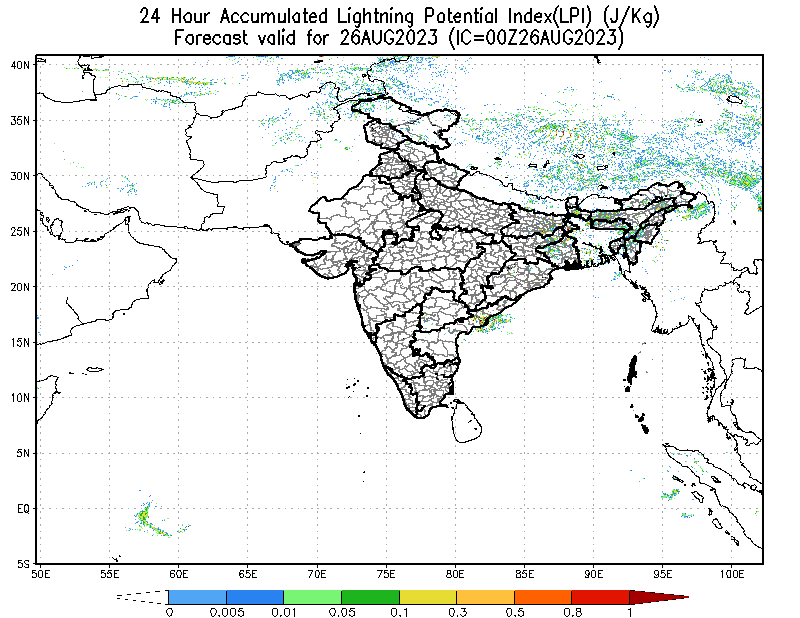 24 Hour Accumulated Lightning Potential Index(LPI) (J/Kg)
Forecast valid for 26AUG2023 (IC=00Z26AUG2023)
40N
35N
30N
25N
20N
15N
10N
5N
EQ
5S
50E 55E 60E 65E 70E 75E 80E 85E 90E 95E 100E
0 0.005 0.01 0.05 0.1 0.3 0.5 0.8 1